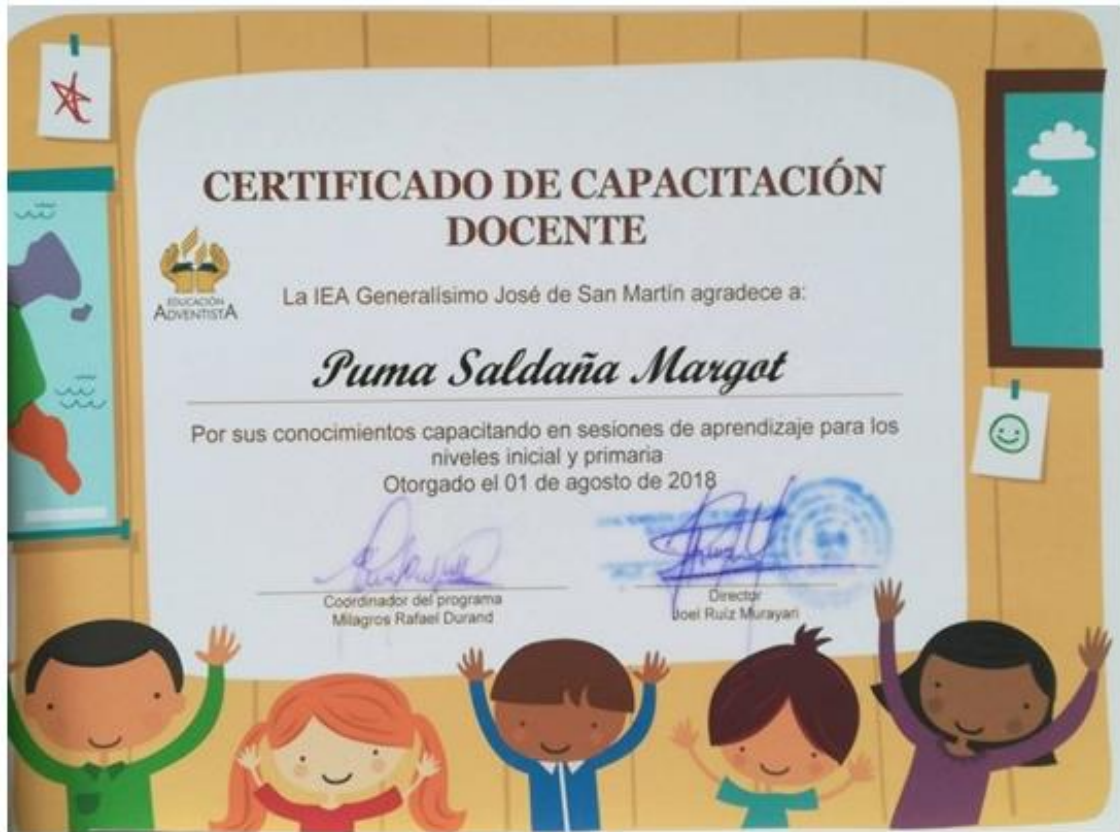 CERTIFICADO DE CAPACITACIÓN
DOCENTE
EDUCACIÓN
ADVENTISTA
La IEA Generalísimo José de San Martín agradece a:
Puma Saldaña Margot
Por sus conocimientos capacitando en sesiones de aprendizaje para los
niveles inicial y primaria
Otorgado el 01 de agosto de 2018
Coordinador del programa
Milagros Rafael Durand
Director
Joel Ruíz Murayari